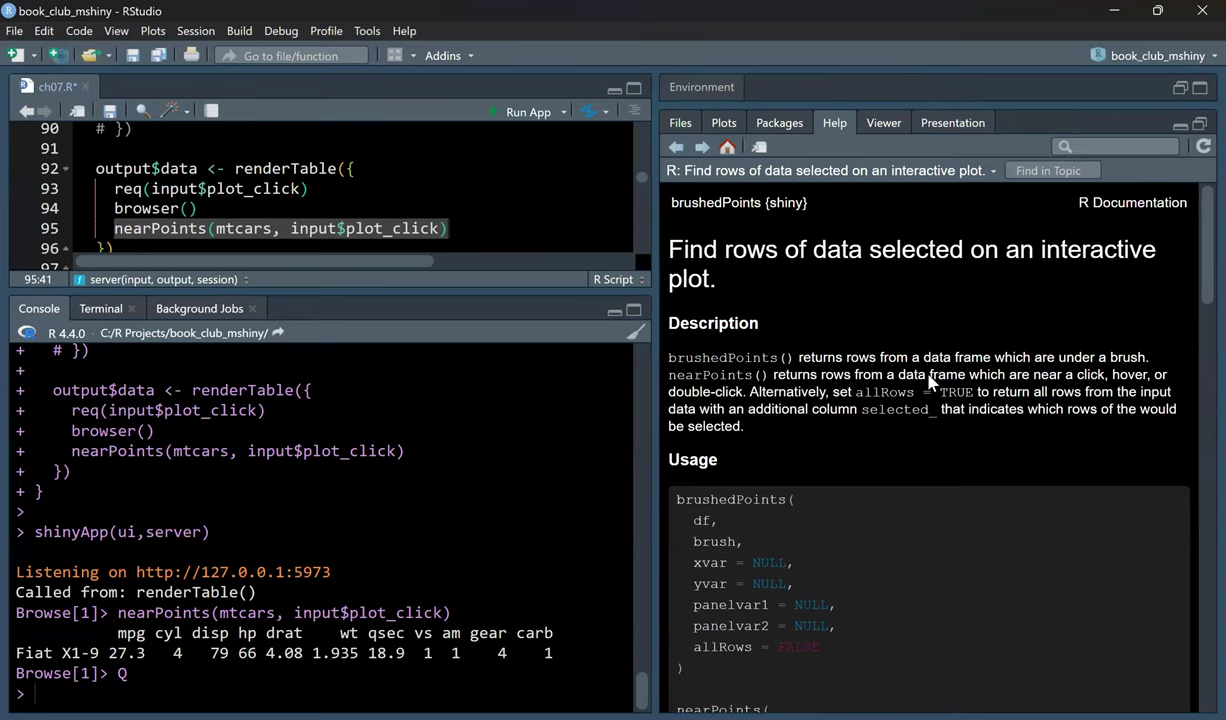 book_club_mshiny - RStudio
File Edit Code View Plots Session Build Debug Profile Tools Help
Go to file/function Addins book_club_mshiny
ch07.R*
Run App
90 # })
91
92 output$data <- renderTable({
93 req(input$plot_click)
94 browser()
95 nearPoints(mtcars, input$plot_click)
96 })
97
95:41 server(input, output, session) R Script
Console Terminal Background Jobs
R 4.4.0 · C:/R Projects/book_club_mshiny/
+ # })
+
+ output$data <- renderTable({
+ req(input$plot_click)
+ browser()
+ nearPoints(mtcars, input$plot_click)
+ })
+ }
>
> shinyApp(ui,server)
Listening on http://127.0.0.1:5973
Called from: renderTable()
Browse[1]> nearPoints(mtcars, input$plot_click)
mpg cyl disp hp drat wt qsec vs am gear carb
Fiat X1-9 27.3 4 79 66 4.08 1.935 18.9 1 1 4 1
Browse[1]> Q
>
Environment
Files Plots Packages Help Viewer Presentation
R: Find rows of data selected on an interactive plot. Find in Topic
brushedPoints {shiny} R Documentation
Find rows of data selected on an interactive
plot.
Description
brushedPoints() returns rows from a data frame which are under a brush.
nearPoints() returns rows from a data frame which are near a click, hover, or
double-click. Alternatively, set allRows = TRUE to return all rows from the input
data with an additional column selected_ that indicates which rows of the would
be selected.
Usage
brushedPoints(
df,
brush,
xvar = NULL,
yvar = NULL,
panelvar1 = NULL,
panelvar2 = NULL,
allRows = FALSE
)
nearPoints(